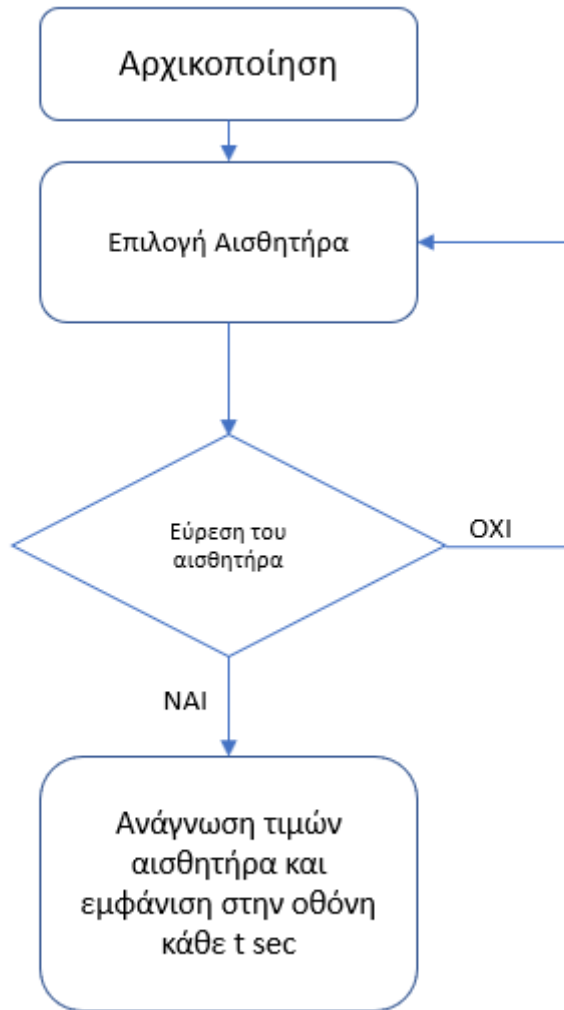 Αρχικοποίηση
Επιλογή Αισθητήρα
Εύρεση του
αισθητήρα
ΟΧΙ
ΝΑΙ
Ανάγνωση τιμών
αισθητήρα και
εμφάνιση στην οθόνη
κάθε t sec